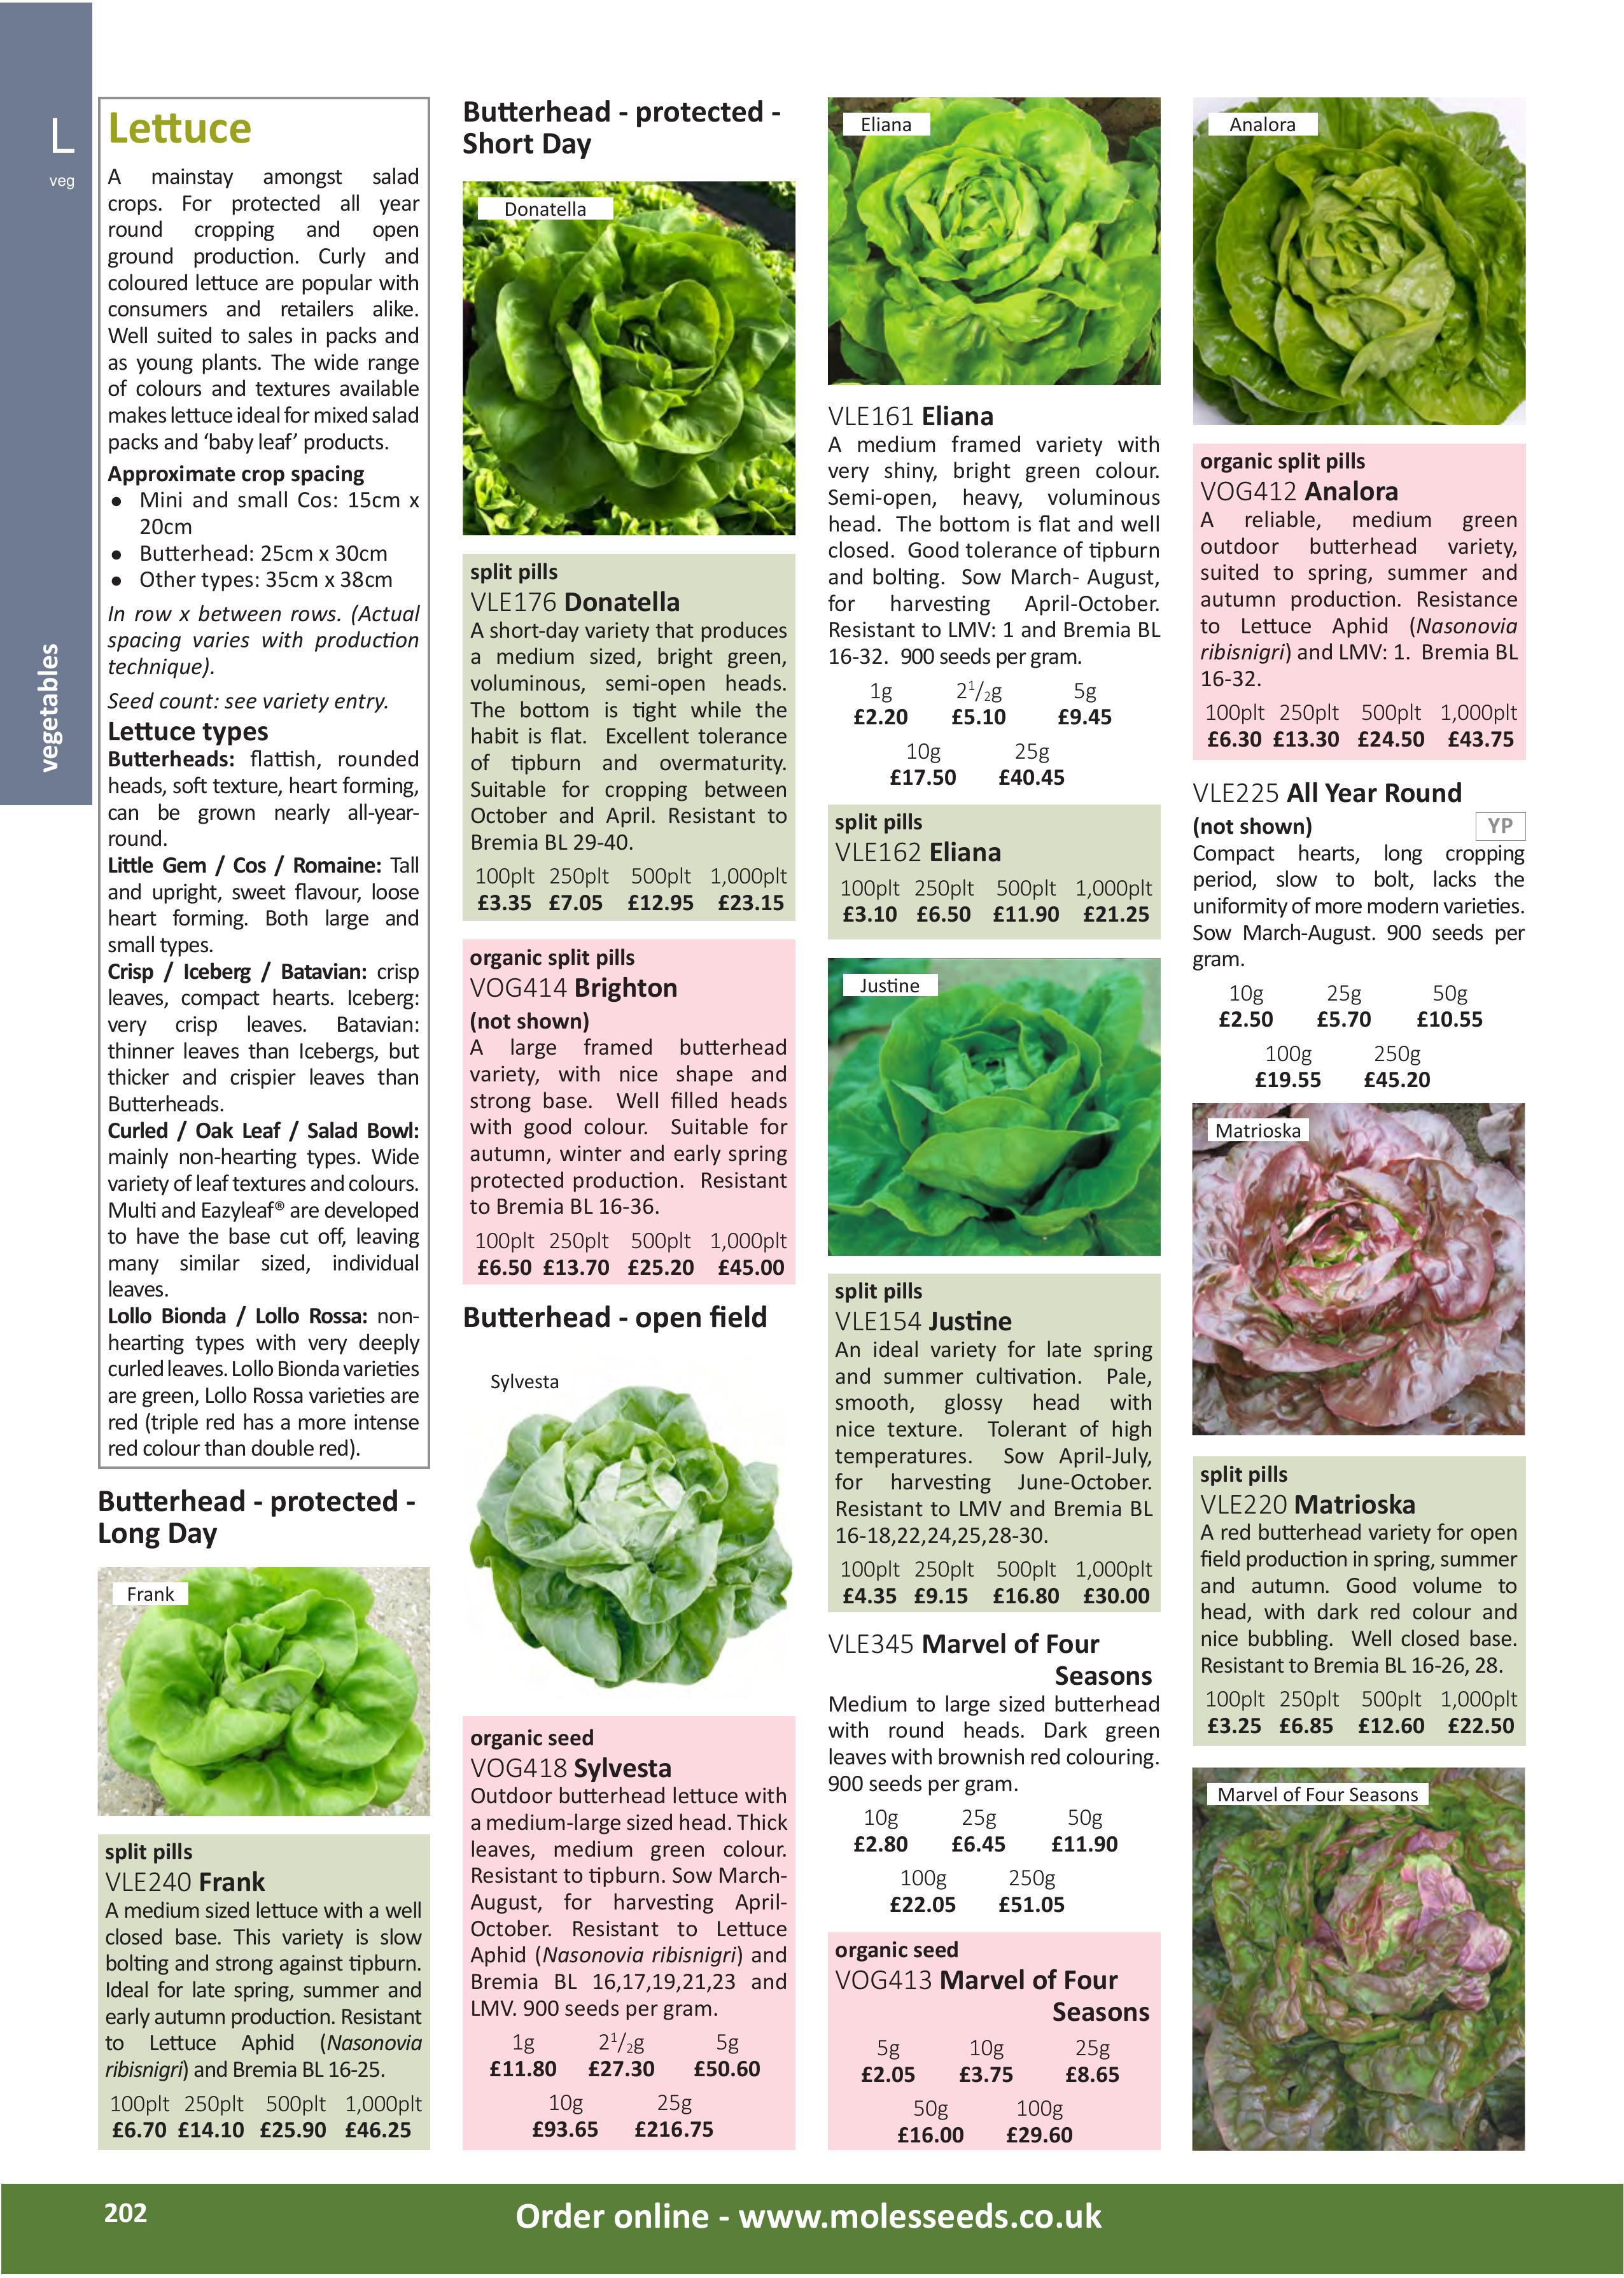 L
veg
vegetables
Lettuce
A mainstay amongst salad
crops. For protected all year
round cropping and open
ground production. Curly and
coloured lettuce are popular with
consumers and retailers alike.
Well suited to sales in packs and
as young plants. The wide range
of colours and textures available
makes lettuce ideal for mixed salad
packs and ‘baby leaf’ products.
Approximate crop spacing
● Mini and small Cos: 15cm x
20cm
● Butterhead: 25cm x 30cm
● Other types: 35cm x 38cm
In row x between rows. (Actual
spacing varies with production
technique).
Seed count: see variety entry.
Lettuce types
Butterheads: flattish, rounded
heads, soft texture, heart forming,
can be grown nearly all-year-
round.
Little Gem / Cos / Romaine: Tall
and upright, sweet flavour, loose
heart forming. Both large and
small types.
Crisp / Iceberg / Batavian: crisp
leaves, compact hearts. Iceberg:
very crisp leaves. Batavian:
thinner leaves than Icebergs, but
thicker and crispier leaves than
Butterheads.
Curled / Oak Leaf / Salad Bowl:
mainly non-hearting types. Wide
variety of leaf textures and colours.
Multi and Eazyleaf® are developed
to have the base cut off, leaving
many similar sized, individual
leaves.
Lollo Bionda / Lollo Rossa: non-
hearting types with very deeply
curled leaves. Lollo Bionda varieties
are green, Lollo Rossa varieties are
red (triple red has a more intense
red colour than double red).
Butterhead - protected -
Long Day
Frank
split pills
VLE240 Frank
A medium sized lettuce with a well
closed base. This variety is slow
bolting and strong against tipburn.
Ideal for late spring, summer and
early autumn production. Resistant
to Lettuce Aphid (Nasonovia
ribisnigri) and Bremia BL 16-25.
100plt 250plt 500plt 1,000plt
£6.70 £14.10 £25.90 £46.25
Butterhead - protected -
Short Day
Donatella
split pills
VLE176 Donatella
A short-day variety that produces
a medium sized, bright green,
voluminous, semi-open heads.
The bottom is tight while the
habit is flat. Excellent tolerance
of tipburn and overmaturity.
Suitable for cropping between
October and April. Resistant to
Bremia BL 29-40.
100plt 250plt 500plt 1,000plt
£3.35 £7.05 £12.95 £23.15
organic split pills
VOG414 Brighton
(not shown)
A large framed butterhead
variety, with nice shape and
strong base. Well filled heads
with good colour. Suitable for
autumn, winter and early spring
protected production. Resistant
to Bremia BL 16-36.
100plt 250plt 500plt 1,000plt
£6.50 £13.70 £25.20 £45.00
Butterhead - open field
Sylvesta
organic seed
VOG418 Sylvesta
Outdoor butterhead lettuce with
a medium-large sized head. Thick
leaves, medium green colour.
Resistant to tipburn. Sow March-
August, for harvesting April-
October. Resistant to Lettuce
Aphid (Nasonovia ribisnigri) and
Bremia BL 16,17,19,21,23 and
LMV. 900 seeds per gram.
1g 2¹/₂g 5g
£11.80 £27.30 £50.60
10g 25g
£93.65 £216.75
Eliana
VLE161 Eliana
A medium framed variety with
very shiny, bright green colour.
Semi-open, heavy, voluminous
head. The bottom is flat and well
closed. Good tolerance of tipburn
and bolting. Sow March- August,
for harvesting April-October.
Resistant to LMV: 1 and Bremia BL
16-32. 900 seeds per gram.
1g 2¹/₂g 5g
£2.20 £5.10 £9.45
10g 25g
£17.50 £40.45
split pills
VLE162 Eliana
100plt 250plt 500plt 1,000plt
£3.10 £6.50 £11.90 £21.25
Justine
split pills
VLE154 Justine
An ideal variety for late spring
and summer cultivation. Pale,
smooth, glossy head with
nice texture. Tolerant of high
temperatures. Sow April-July,
for harvesting June-October.
Resistant to LMV and Bremia BL
16-18,22,24,25,28-30.
100plt 250plt 500plt 1,000plt
£4.35 £9.15 £16.80 £30.00
VLE345 Marvel of Four
Seasons
Medium to large sized butterhead
with round heads. Dark green
leaves with brownish red colouring.
900 seeds per gram.
10g 25g 50g
£2.80 £6.45 £11.90
100g 250g
£22.05 £51.05
organic seed
VOG413 Marvel of Four
Seasons
5g 10g 25g
£2.05 £3.75 £8.65
50g 100g
£16.00 £29.60
Analora
organic split pills
VOG412 Analora
A reliable, medium green
outdoor butterhead variety,
suited to spring, summer and
autumn production. Resistance
to Lettuce Aphid (Nasonovia
ribisnigri) and LMV: 1. Bremia BL
16-32.
100plt 250plt 500plt 1,000plt
£6.30 £13.30 £24.50 £43.75
VLE225 All Year Round
(not shown) YP
Compact hearts, long cropping
period, slow to bolt, lacks the
uniformity of more modern varieties.
Sow March-August. 900 seeds per
gram.
10g 25g 50g
£2.50 £5.70 £10.55
100g 250g
£19.55 £45.20
Matrioska
split pills
VLE220 Matrioska
A red butterhead variety for open
field production in spring, summer
and autumn. Good volume to
head, with dark red colour and
nice bubbling. Well closed base.
Resistant to Bremia BL 16-26, 28.
100plt 250plt 500plt 1,000plt
£3.25 £6.85 £12.60 £22.50
Marvel of Four Seasons
202
Order online - www.molesseeds.co.uk